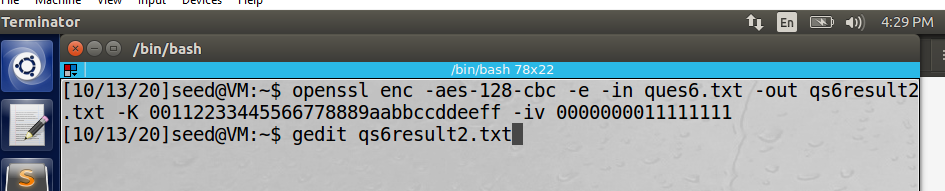 File Machine View Input Devices Help
Terminator En 4:29 PM
/bin/bash
/bin/bash 78x22
[10/13/20]seed@VM:~$ openssl enc -aes-128-cbc -e -in ques6.txt -out qs6result2
.txt -K 00112233445566778889aabbccddeeff -iv 0000000011111111
[10/13/20]seed@VM:~$ gedit qs6result2.txt
S